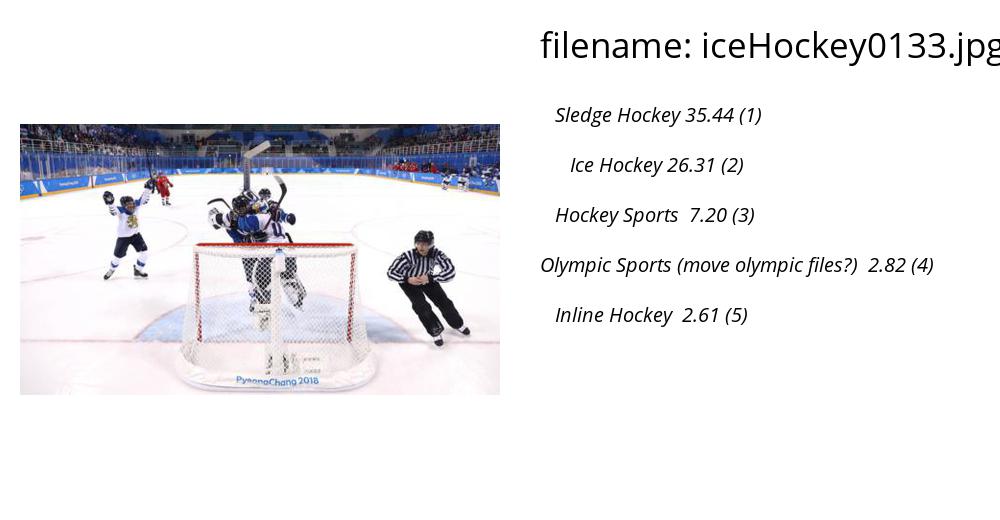 filename: iceHockey0133.jpg
Sledge Hockey 35.44 (1)
Ice Hockey 26.31 (2)
Hockey Sports 7.20 (3)
Olympic Sports (move olympic files?) 2.82 (4)
Inline Hockey 2.61 (5)
PyeongChang 2018